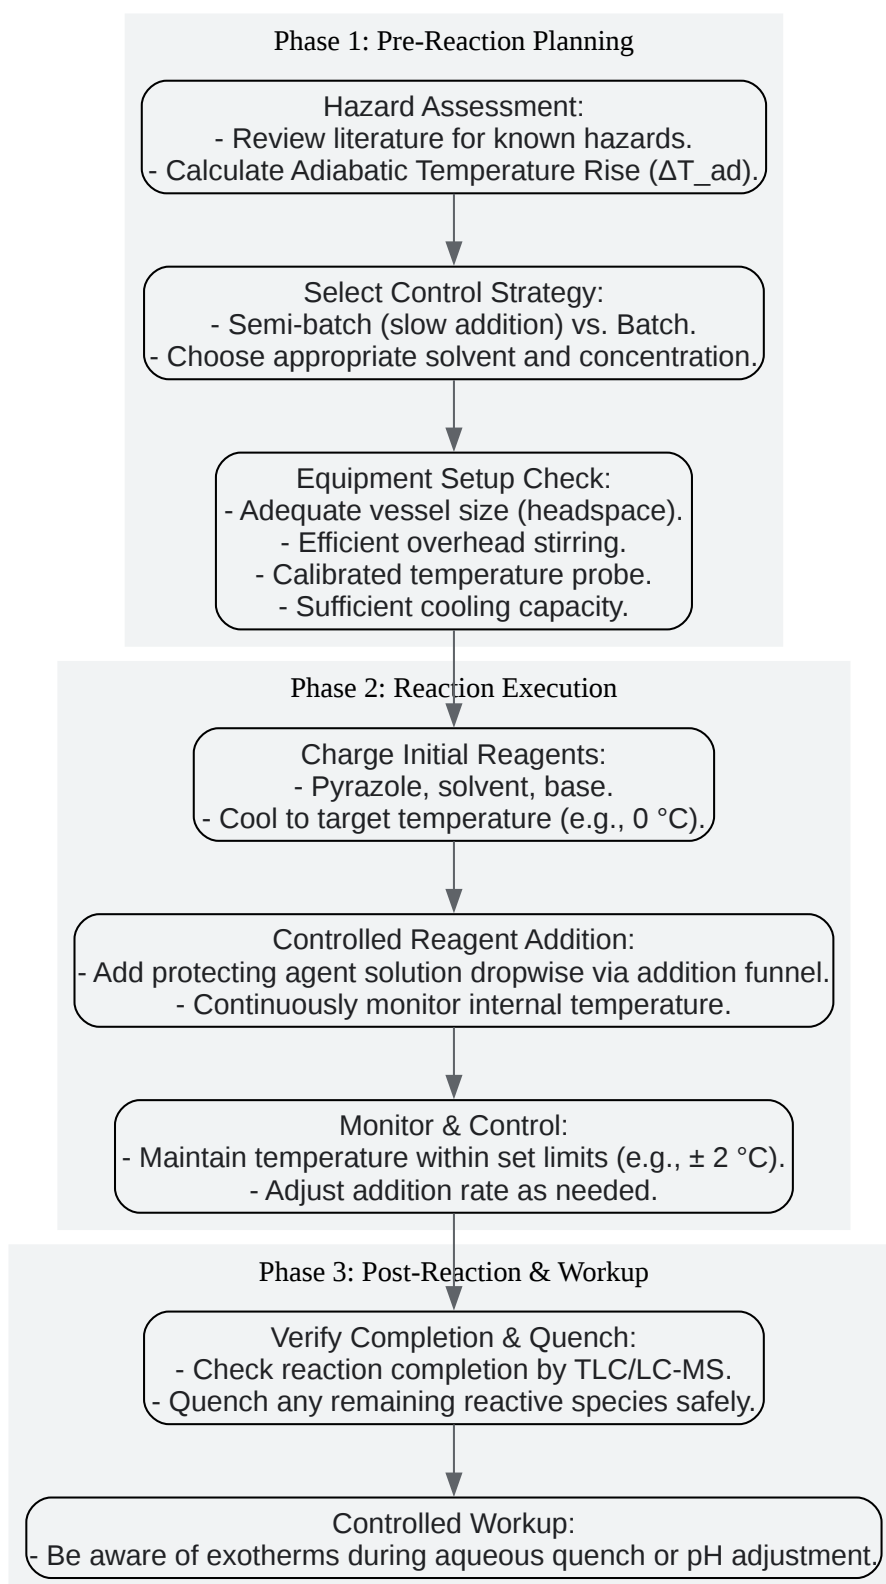 Phase 1: Pre-Reaction Planning
Hazard Assessment:
- Review literature for known hazards.
- Calculate Adiabatic Temperature Rise (ΔT_ad).
Select Control Strategy:
- Semi-batch (slow addition) vs. Batch.
- Choose appropriate solvent and concentration.
Equipment Setup Check:
- Adequate vessel size (headspace).
- Efficient overhead stirring.
- Calibrated temperature probe.
- Sufficient cooling capacity.
Phase 2: Reaction Execution
Charge Initial Reagents:
- Pyrazole, solvent, base.
- Cool to target temperature (e.g., 0 °C).
Controlled Reagent Addition:
- Add protecting agent solution dropwise via addition funnel.
- Continuously monitor internal temperature.
Monitor & Control:
- Maintain temperature within set limits (e.g., ± 2 °C).
- Adjust addition rate as needed.
Phase 3: Post-Reaction & Workup
Verify Completion & Quench:
- Check reaction completion by TLC/LC-MS.
- Quench any remaining reactive species safely.
Controlled Workup:
- Be aware of exotherms during aqueous quench or pH adjustment.